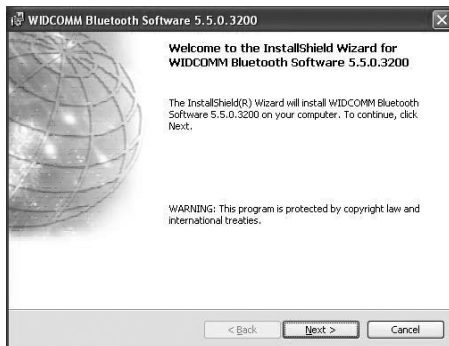 WIDCOMM Bluetooth Software 5.5.0.3200
Welcome to the InstallShield Wizard for
WIDCOMM Bluetooth Software 5.5.0.3200
The InstallShield(R) Wizard will install WIDCOMM Bluetooth
Software 5.5.0.3200 on your computer. To continue, click
Next.
WARNING: This program is protected by copyright law and
international treaties.
< Back
Next >
Cancel